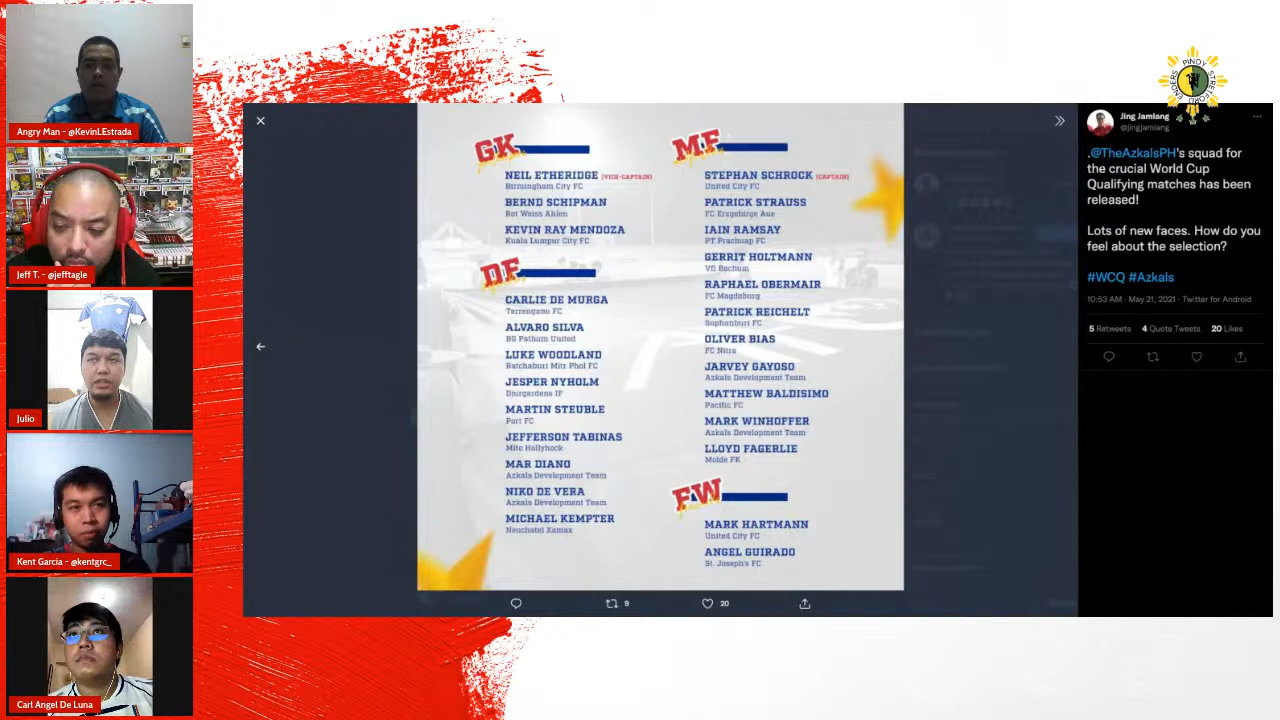 Angry Man - @KevinLEstrada
Jeff T. - @jefftagle
Julio
Kent Garcia - @kentgrc_
Carl Angel De Luna
GK
NEIL ETHERIDGE (VICE-CAPTAIN)
Birmingham City FC
BERND SCHIPMAN
Rot Weiss Ahlen
KEVIN RAY MENDOZA
Kuala Lumpur City FC
DF
CARLIE DE MURGA
Terrenganu FC
ALVARO SILVA
BG Pathum United
LUKE WOODLAND
Ratchaburi Mitr Phol FC
JESPER NYHOLM
Djurgardens IF
MARTIN STEUBLE
Port FC
JEFFERSON TABINAS
Mito Hollyhock
MAR DIANO
Azkals Development Team
NIKO DE VERA
Azkals Development Team
MICHAEL KEMPTER
Neuchatel Xamax
MF
STEPHAN SCHROCK (CAPTAIN)
United City FC
PATRICK STRAUSS
FC Erzgebirge Aue
IAIN RAMSAY
PT Prachuap FC
GERRIT HOLTMANN
Vfl Bochum
RAPHAEL OBERMAIR
FC Magdeburg
PATRICK REICHELT
Suphanburi FC
OLIVER BIAS
FC Nitra
JARVEY GAYOSO
Azkals Development Team
MATTHEW BALDISIMO
Pacific FC
MARK WINHOFFER
Azkals Development Team
LLOYD FAGERLIE
Molde FK
FW
MARK HARTMANN
United City FC
ANGEL GUIRADO
St. Joseph's FC
9
20
PINOY STRETFORD ENDERS
Jing Jamlang
@jingjamlang
.@TheAzkalsPH's squad for
the crucial World Cup
Qualifying matches has been
released!
Lots of new faces. How do you
feel about the selection?
#WCQ #Azkals
10:53 AM · May 21, 2021 · Twitter for Android
5 Retweets 4 Quote Tweets 20 Likes